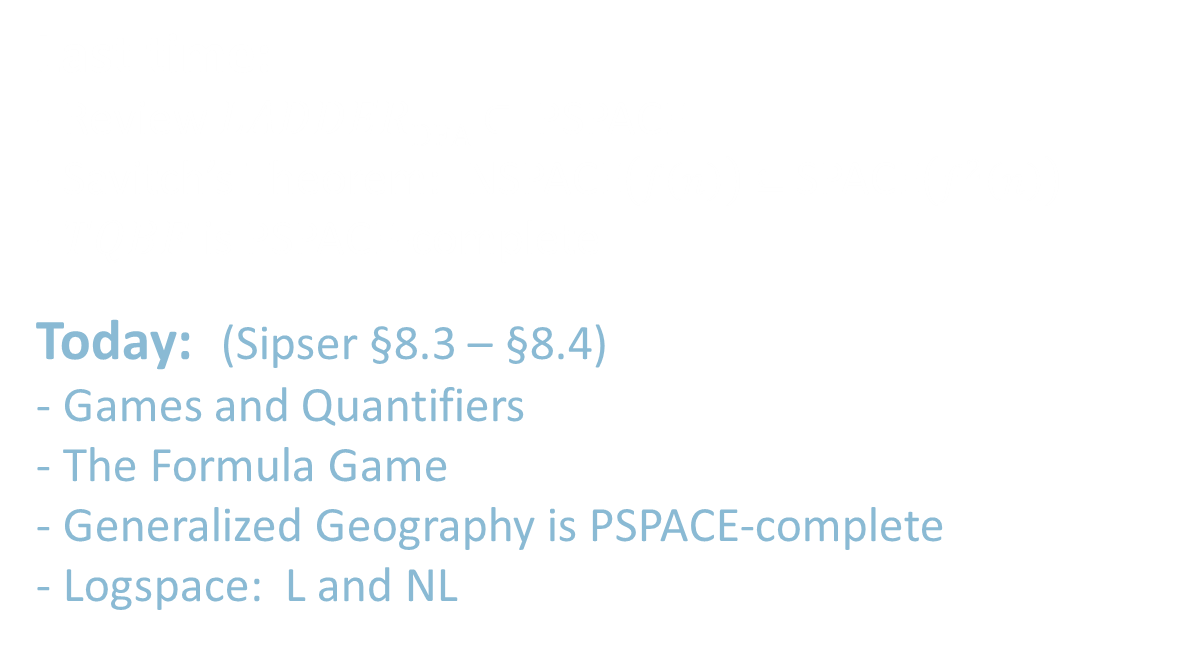 Today: (Sipser §8.3 – §8.4)
- Games and Quantifiers
- The Formula Game
- Generalized Geography is PSPACE-complete
- Logspace: L and NL